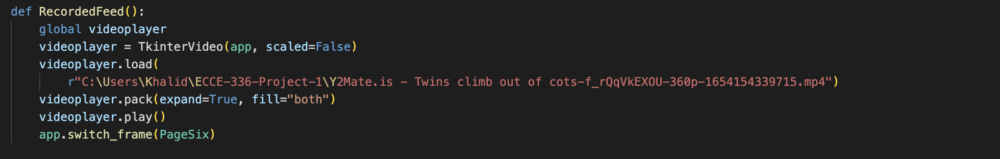 def RecordedFeed():
    global videoplayer
    videoplayer = TkinterVideo(app, scaled=False)
    videoplayer.load(
        r"C:\Users\Khalid\ECCE-336-Project-1\Y2Mate.is - Twins climb out of cots-f_rQqVkEXOU-360p-1654154339715.mp4")
    videoplayer.pack(expand=True, fill="both")
    videoplayer.play()
    app.switch_frame(PageSix)